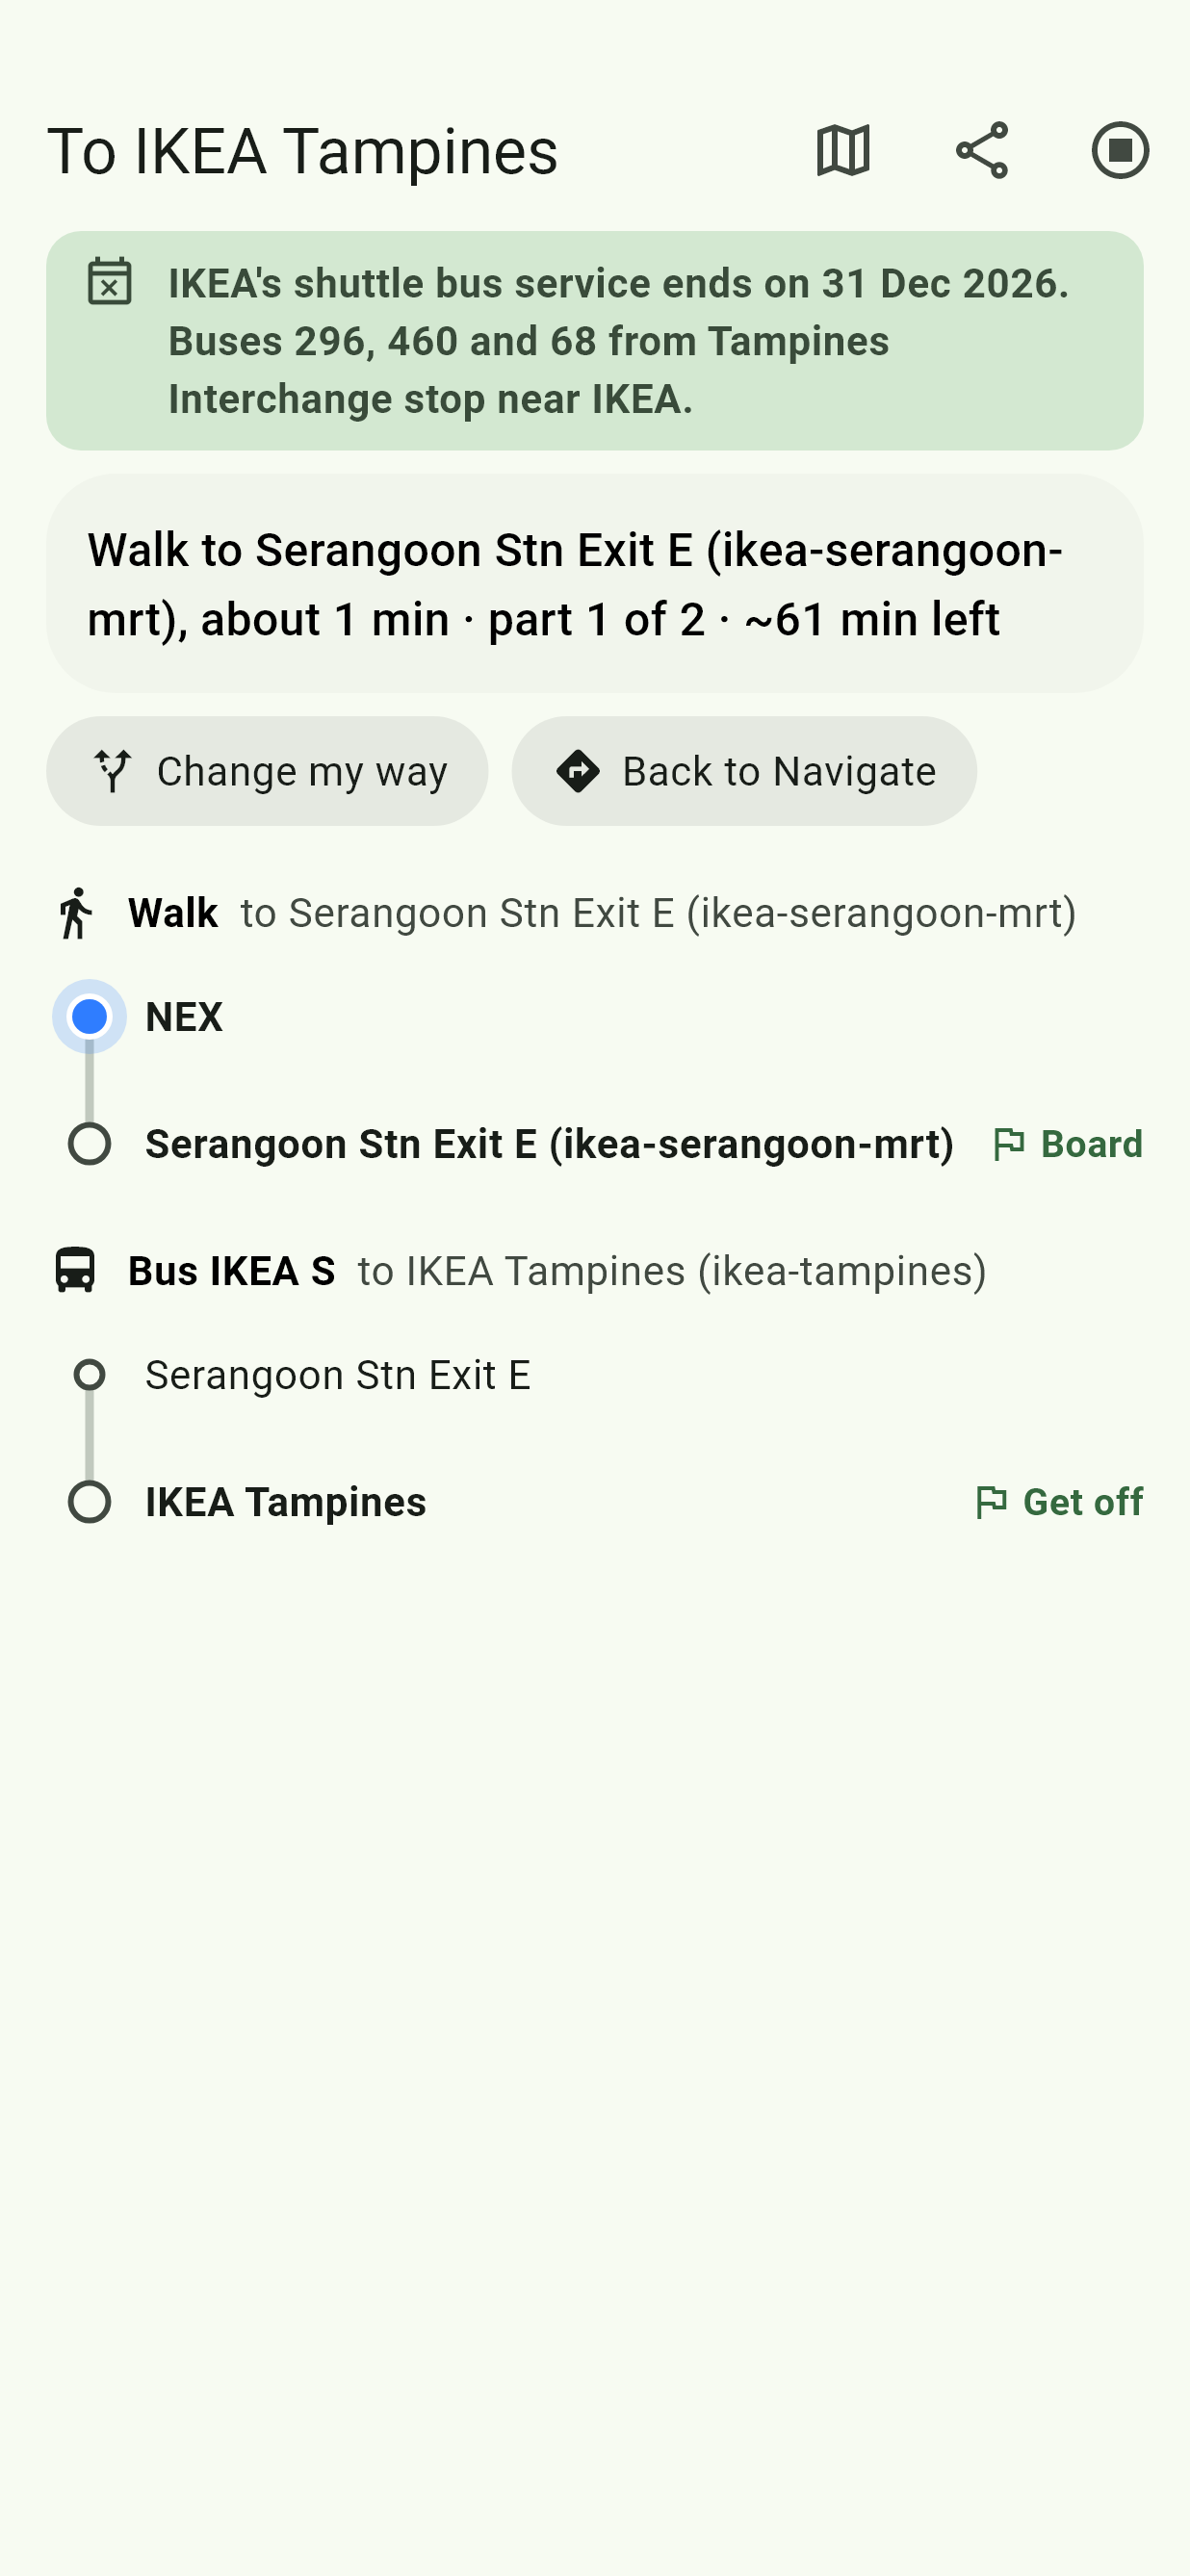 To IKEA Tampines
IKEA's shuttle bus service ends on 31 Dec 2026.
Buses 296, 460 and 68 from Tampines
Interchange stop near IKEA.
Walk to Serangoon Stn Exit E (ikea-serangoon-
mrt), about 1 min · part 1 of 2 · ~61 min left
Change my way
Back to Navigate
Walk to Serangoon Stn Exit E (ikea-serangoon-mrt)
NEX
Serangoon Stn Exit E (ikea-serangoon-mrt) Board
Bus IKEA S to IKEA Tampines (ikea-tampines)
Serangoon Stn Exit E
IKEA Tampines Get off